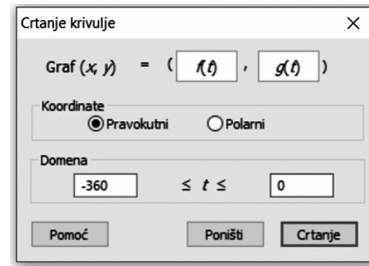 Crtanje krivulje
Graf (x, y) = ( f(t) , g(t) )
Koordinate
Pravokutni Polarni
Domena
-360 ≤ t ≤ 0
Pomoć Poništi Crtanje